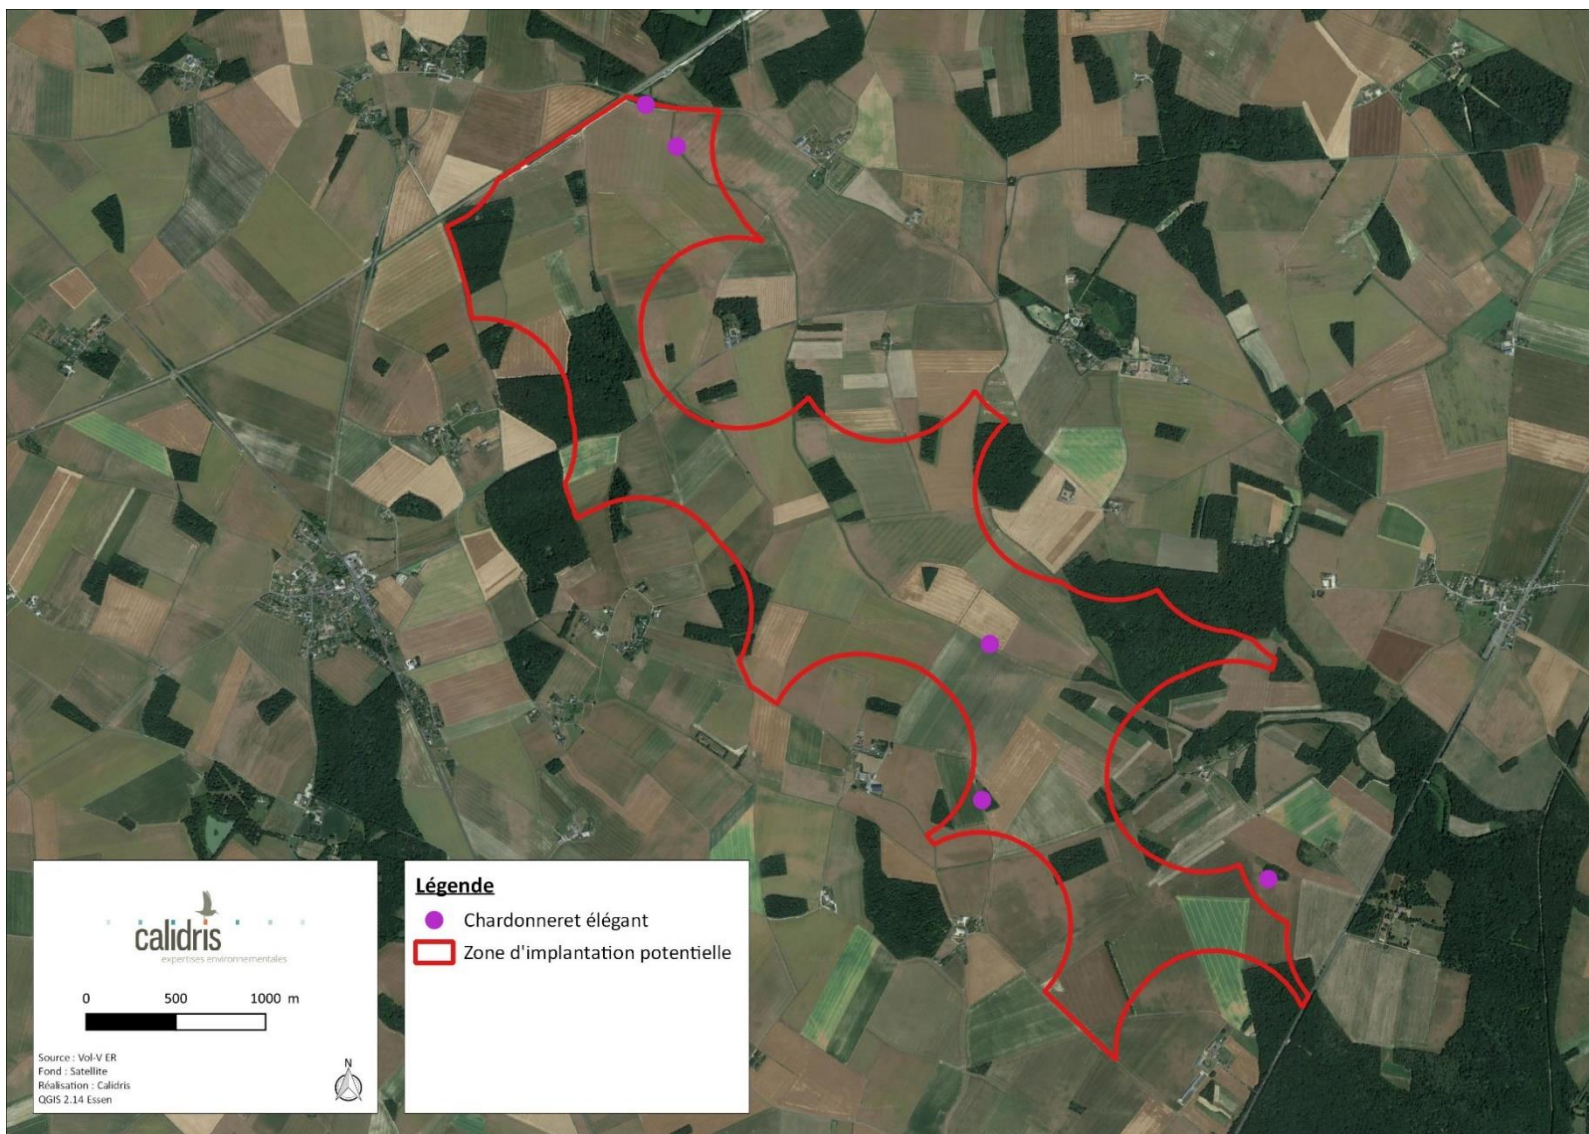 calidris
expertises environnementales
0 500 1000 m
Source : Vol-V ER
Fond : Satellite
Réalisation : Calidris
QGIS 2.14 Essen
N
Légende
Chardonneret élégant
Zone d'implantation potentielle